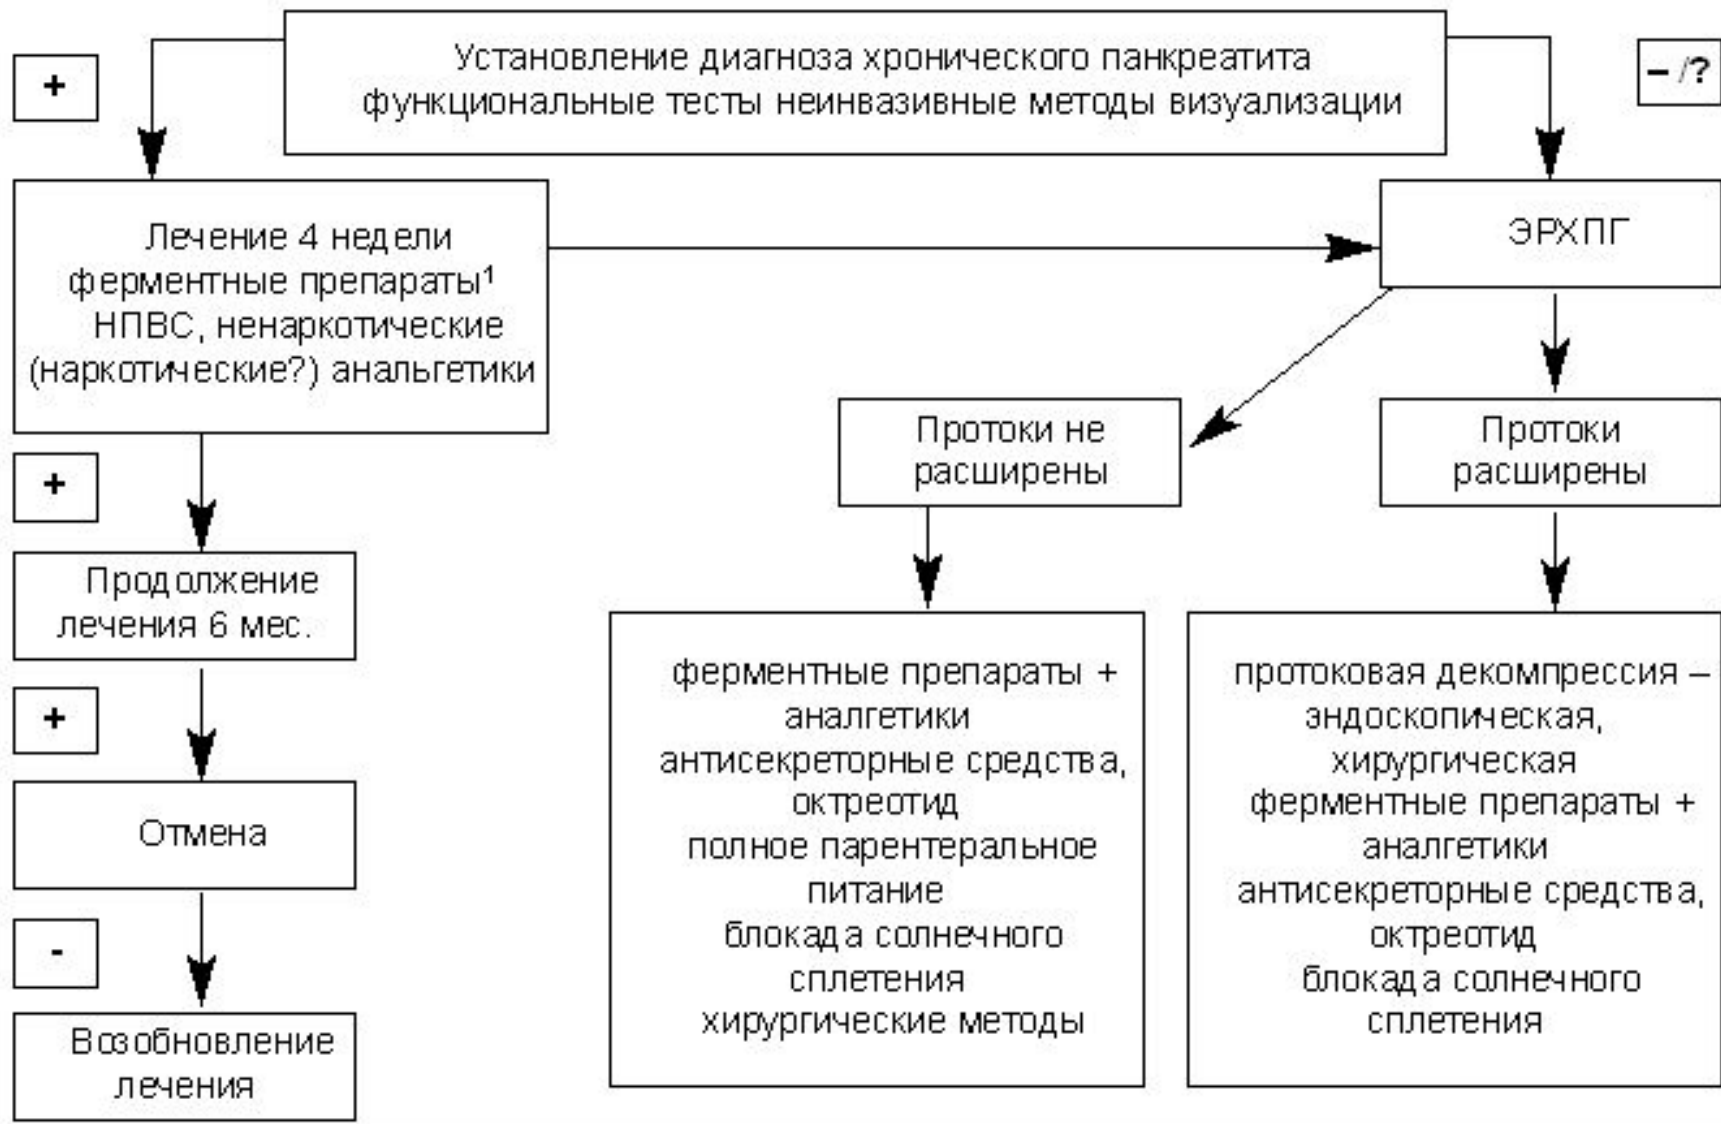 +
Установление диагноза хронического панкреатита
функциональные тесты неинвазивные методы визуализации
– /?
Лечение 4 недели
ферментные препараты¹
НПВС, ненаркотические
(наркотические?) анальгетики
ЭРХПГ
Протоки не
расширены
Протоки
расширены
+
Продолжение
лечения 6 мес.
+
Отмена
-
Возобновление
лечения
ферментные препараты +
аналгетики
антисекреторные средства,
октреотид
полное парентеральное
питание
блокада солнечного
сплетения
хирургические методы
протоковая декомпрессия –
эндоскопическая,
хирургическая
ферментные препараты +
аналгетики
антисекреторные средства,
октреотид
блокада солнечного
сплетения